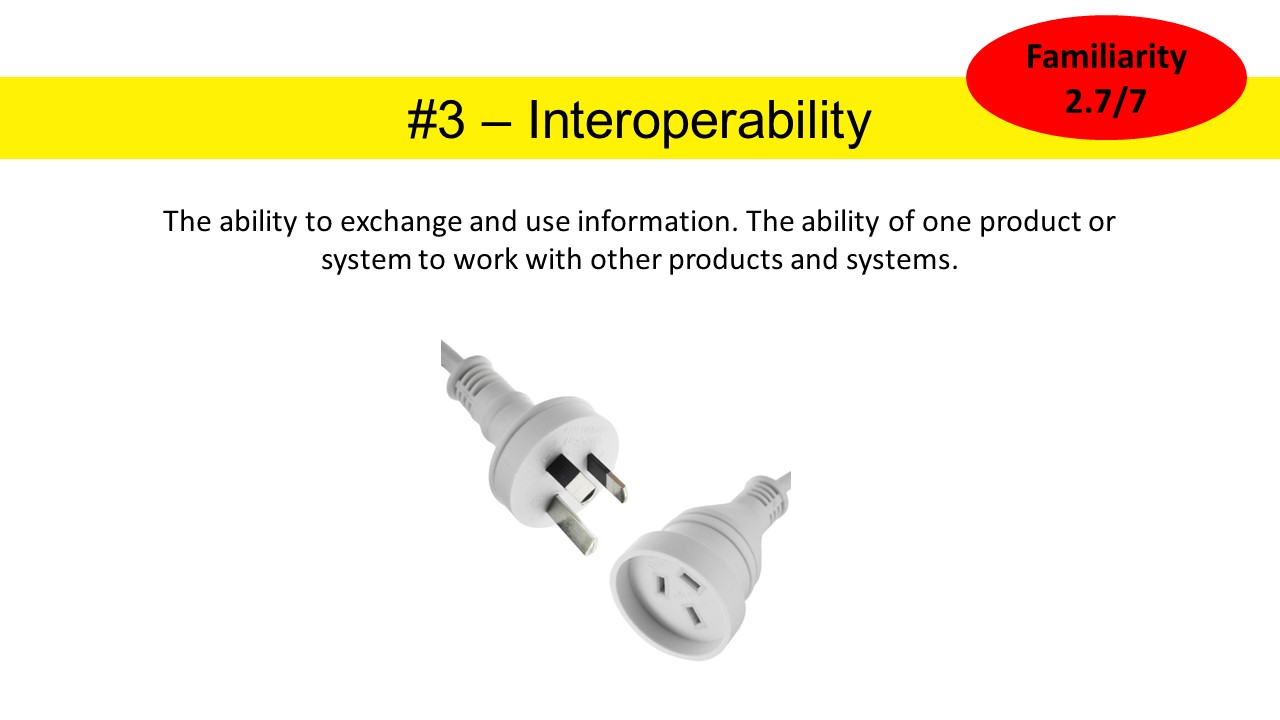 Familiarity
2.7/7
#3 – Interoperability
The ability to exchange and use information. The ability of one product or
system to work with other products and systems.